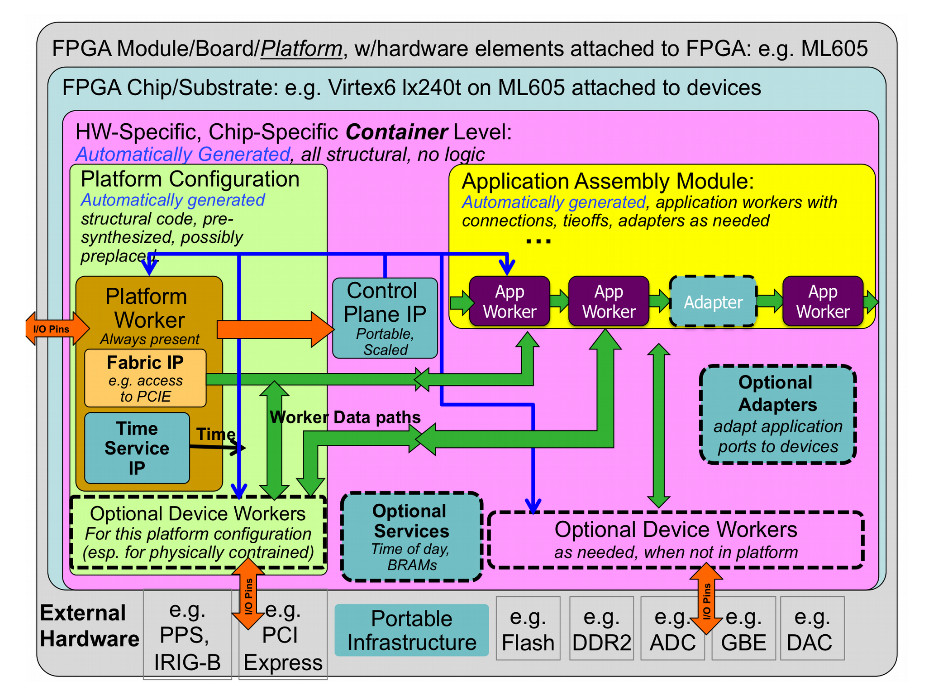 FPGA Module/Board/Platform, w/hardware elements attached to FPGA: e.g. ML605
FPGA Chip/Substrate: e.g. Virtex6 lx240t on ML605 attached to devices
HW-Specific, Chip-Specific Container Level:
Automatically Generated, all structural, no logic
Platform Configuration
Automatically generated
structural code, pre-
synthesized, possibly
preplaced
Application Assembly Module:
Automatically generated, application workers with
connections, tieoffs, adapters as needed
...
Platform
Worker
Always present
I/O Pins
Fabric IP
e.g. access
to PCIE
Time
Service
IP
Time
Control
Plane IP
Portable,
Scaled
App
Worker
App
Worker
Adapter
App
Worker
Worker Data paths
Optional
Adapters
adapt application
ports to devices
Optional Device Workers
For this platform configuration
(esp. for physically contrained)
Optional
Services
Time of day,
BRAMs
Optional Device Workers
as needed, when not in platform
I/O Pins
I/O Pins
External
Hardware
e.g.
PPS,
IRIG-B
e.g.
PCI
Express
Portable
Infrastructure
e.g.
Flash
e.g.
DDR2
e.g.
ADC
e.g.
GBE
e.g.
DAC